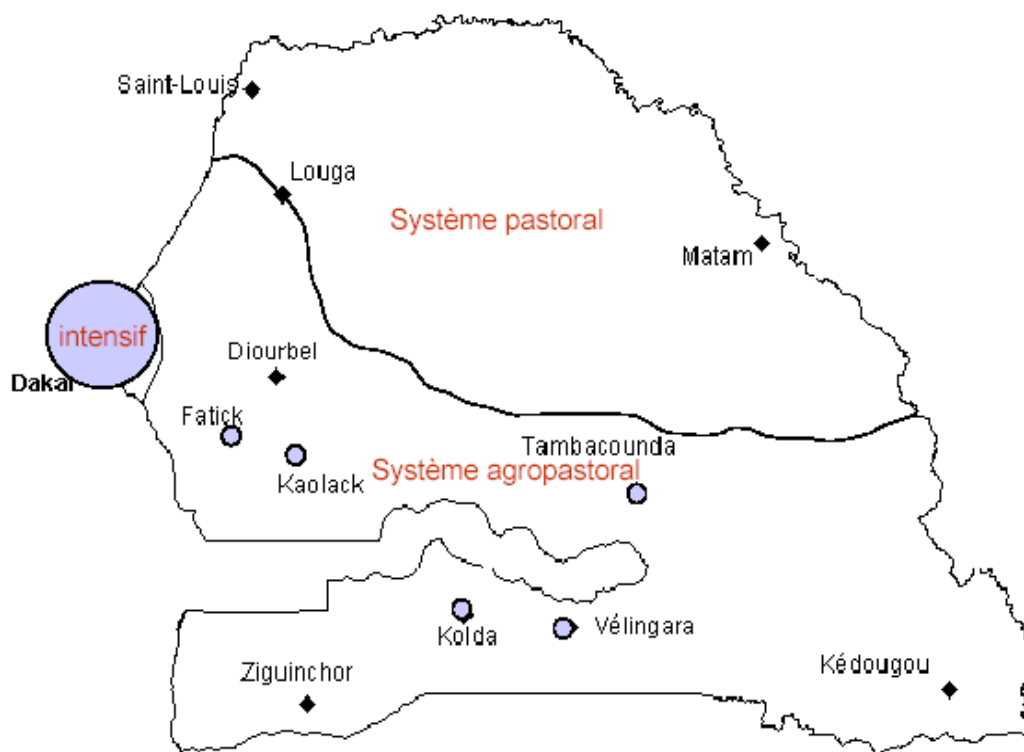 Saint-Louis
Louga
Système pastoral
Matam
intensif
Diourbel
Dakar
Fatick
Tambacounda
Système agropastoral
Kaolack
Kolda
Vélingara
Ziguinchor
Kédougou